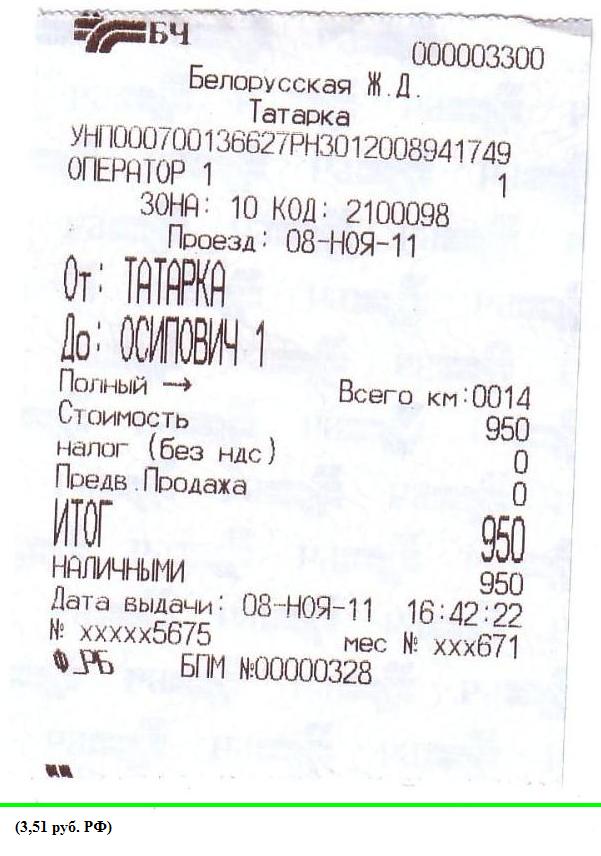 БЧ
000003300
Белорусская Ж.Д.
Татарка
УНП000700136627РН3012008941749
ОПЕРАТОР 1 1
ЗОНА: 10 КОД: 2100098
Проезд: 08-НОЯ-11
От: ТАТАРКА
До: ОСИПОВИЧ 1
Полный → Всего км:0014
Стоимость 950
налог (без ндс) 0
Предв.Продажа 0
ИТОГ 950
НАЛИЧНЫМИ 950
Дата выдачи: 08-НОЯ-11 16:42:22
№ xxxxx5675 мес № xxx671
Ф_РБ БПМ №00000328
(3,51 руб. РФ)